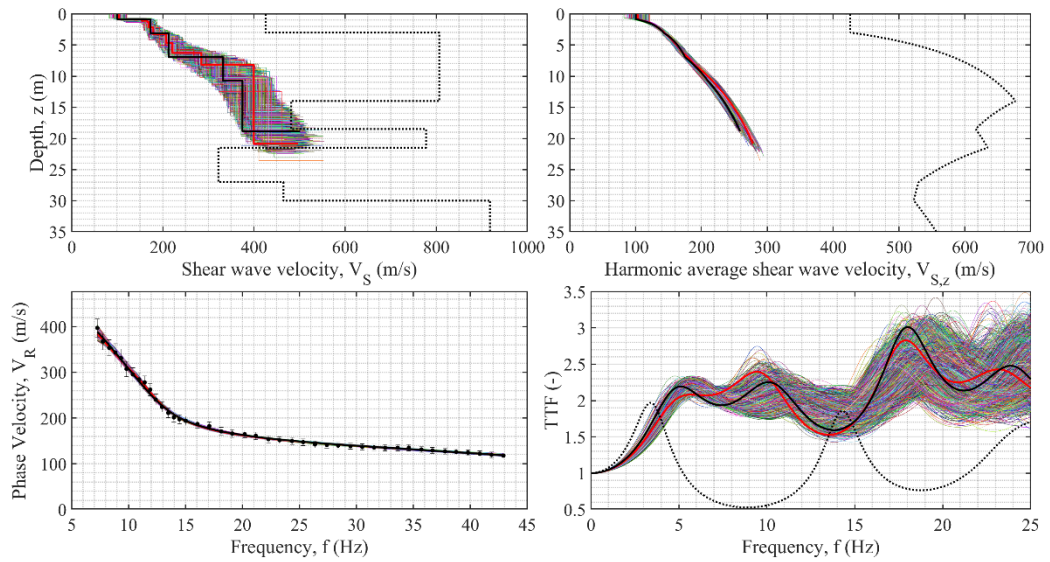 0
5
10
15
20
25
30
35
Depth, z (m)
0 200 400 600 800 1000
Shear wave velocity, V_S (m/s)
0
5
10
15
20
25
30
35
0 100 200 300 400 500 600 700
Harmonic average shear wave velocity, V_S,z (m/s)
400
300
200
100
0
Phase Velocity, V_R (m/s)
5 10 15 20 25 30 35 40 45
Frequency, f (Hz)
3.5
3
2.5
2
1.5
1
0.5
TTF (-)
0 5 10 15 20 25
Frequency, f (Hz)